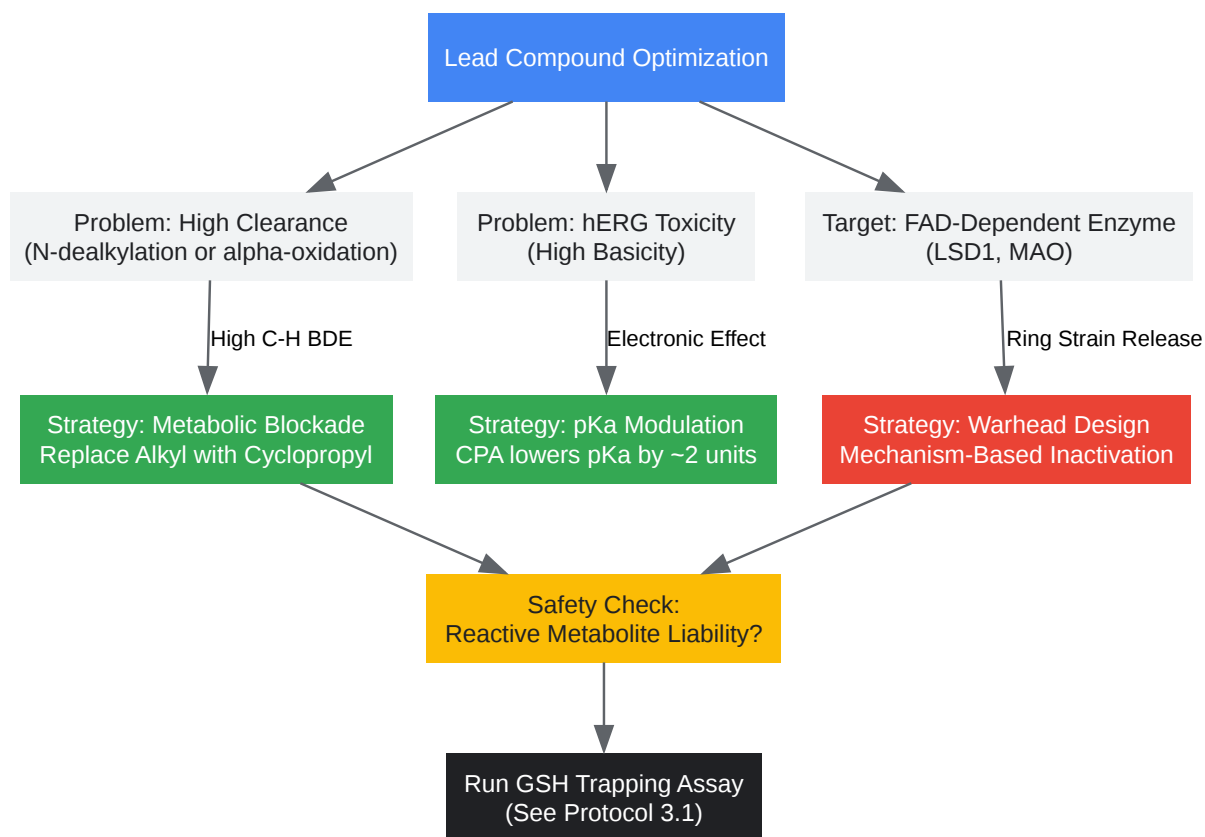 Lead Compound Optimization
Problem: High Clearance
(N-dealkylation or alpha-oxidation)
Problem: hERG Toxicity
(High Basicity)
Target: FAD-Dependent Enzyme
(LSD1, MAO)
High C-H BDE
Electronic Effect
Ring Strain Release
Strategy: Metabolic Blockade
Replace Alkyl with Cyclopropyl
Strategy: pKa Modulation
CPA lowers pKa by ~2 units
Strategy: Warhead Design
Mechanism-Based Inactivation
Safety Check:
Reactive Metabolite Liability?
Run GSH Trapping Assay
(See Protocol 3.1)